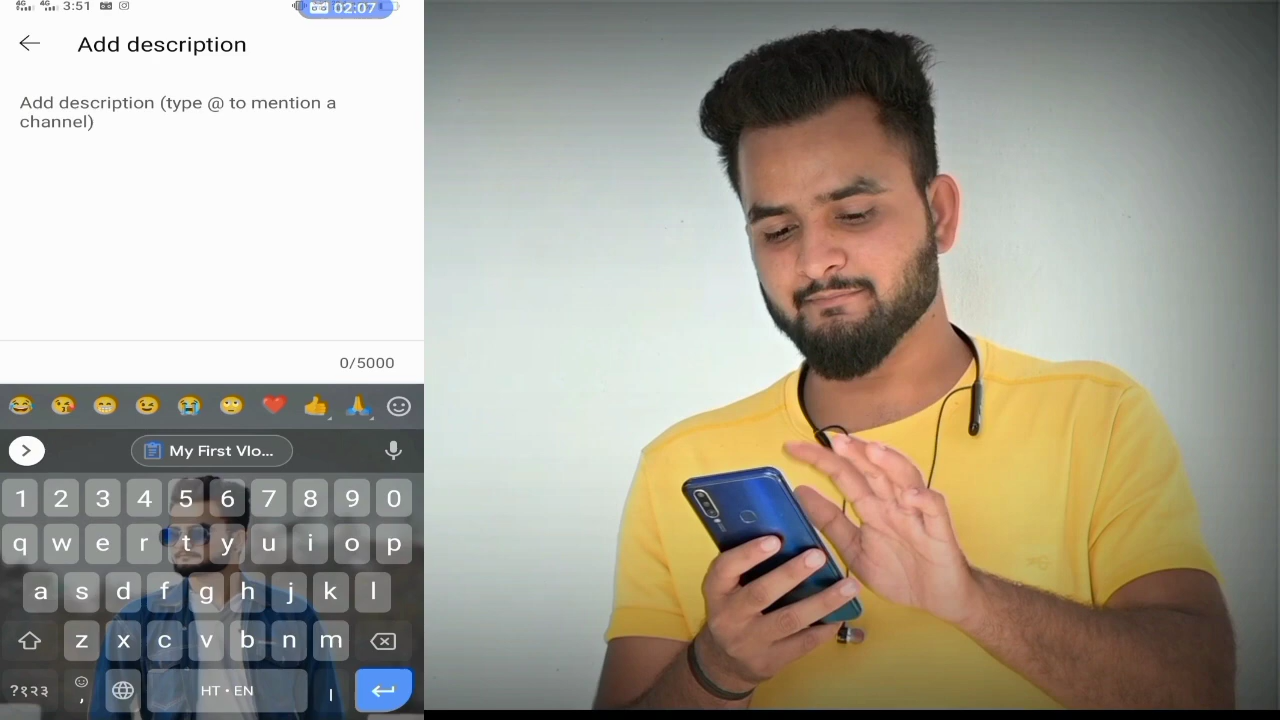 4G 4G 3:51 02:07
Add description
Add description (type @ to mention a
channel)
0/5000
My First Vlo...
1 2 3 4 5 6 7 8 9 0
q w e r t y u i o p
a s d f g h j k l
z x c v b n m
?१२३ , HT • EN ।